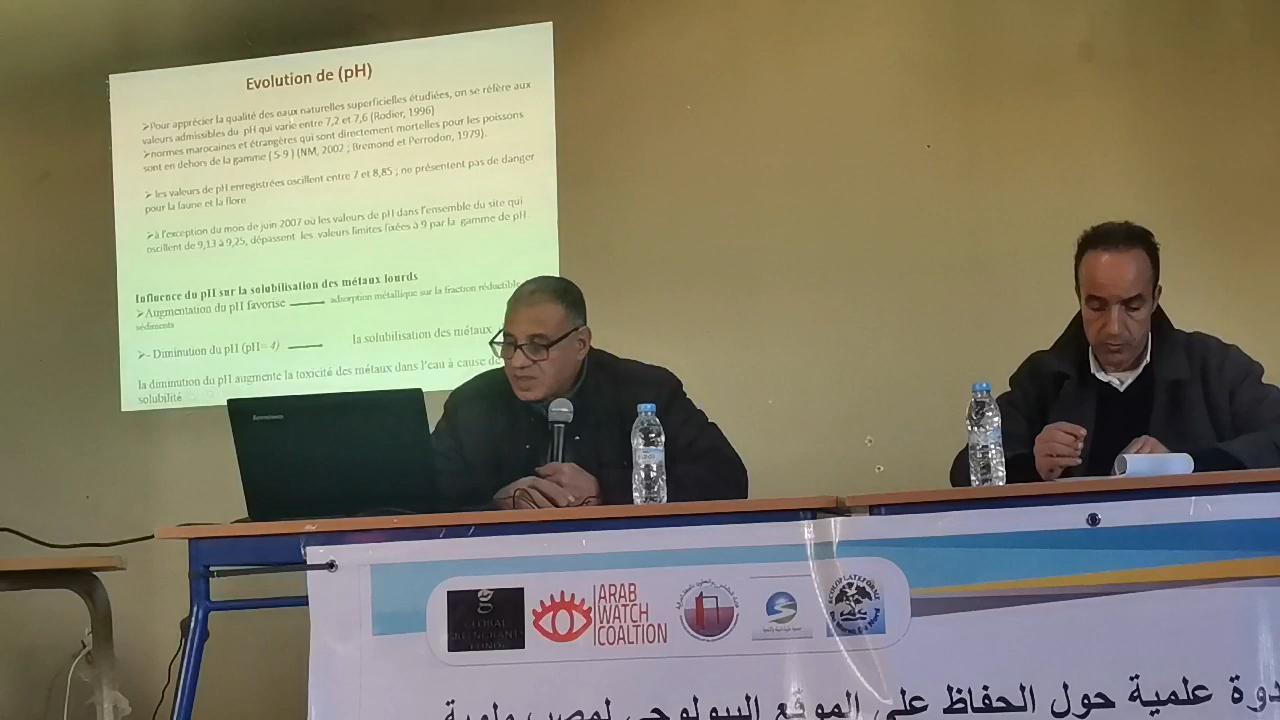 Evolution de (pH)
➢Pour apprécier la qualité des eaux naturelles superficielles étudiées, on se réfère aux
valeurs admissibles du pH qui varie entre 7,2 et 7,6 (Rodier, 1996)
➢normes marocaines et étrangères qui sont directement mortelles pour les poissons
sont en dehors de la gamme ( 5-9 ) (NM, 2002 ; Bremond et Perrodon, 1979).
➢ les valeurs de pH enregistrées oscillent entre 7 et 8,85 ; ne présentent pas de danger
pour la faune et la flore
➢à l'exception du mois de juin 2007 où les valeurs de pH dans l'ensemble du site qui
oscillent de 9,13 à 9,25, dépassent les valeurs limites fixées à 9 par la gamme de pH
Influence du pH sur la solubilisation des métaux lourds
➢Augmentation du pH favorise adsorption métallique sur la fraction réductible
sédiments
➢- Diminution du pH (pH= 4) la solubilisation des métaux
la diminution du pH augmente la toxicité des métaux dans l'eau à cause de
solubilité
GLOBAL
GREENGRANTS
FUND
ARAB
WATCH
COALTION
دوة علمية حول الحفاظ على الموقع البيولوجي لمصب ملوية